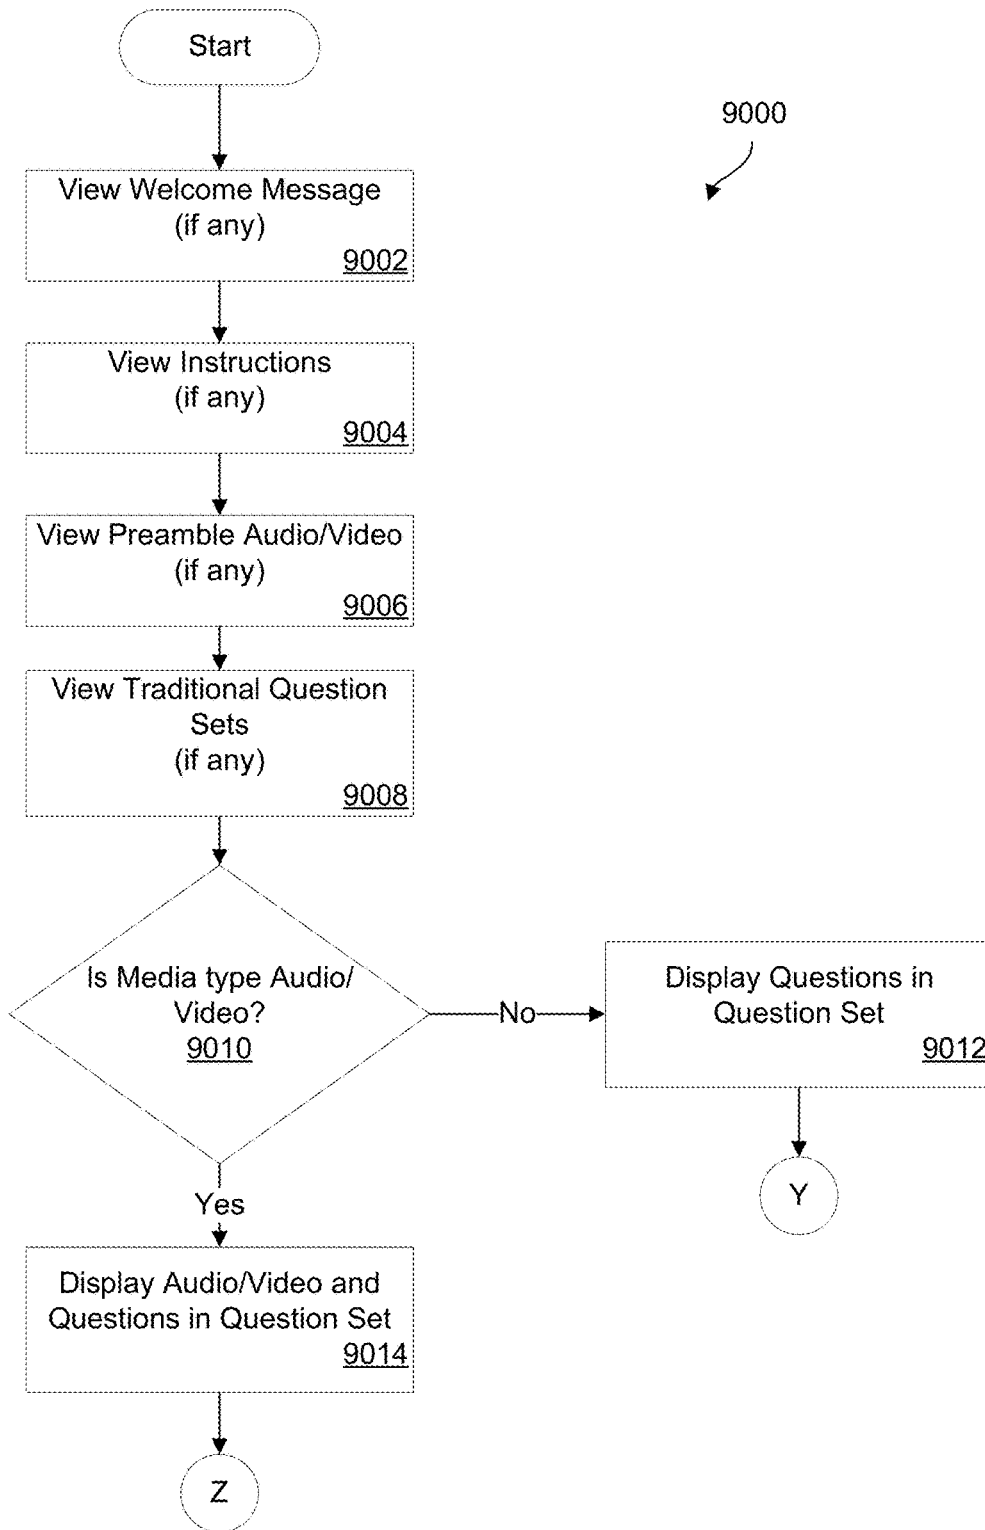 Start
9000
View Welcome Message
(if any)
9002
View Instructions
(if any)
9004
View Preamble Audio/Video
(if any)
9006
View Traditional Question
Sets
(if any)
9008
Is Media type Audio/
Video?
9010
No
Display Questions in
Question Set
9012
Yes
Y
Display Audio/Video and
Questions in Question Set
9014
Z